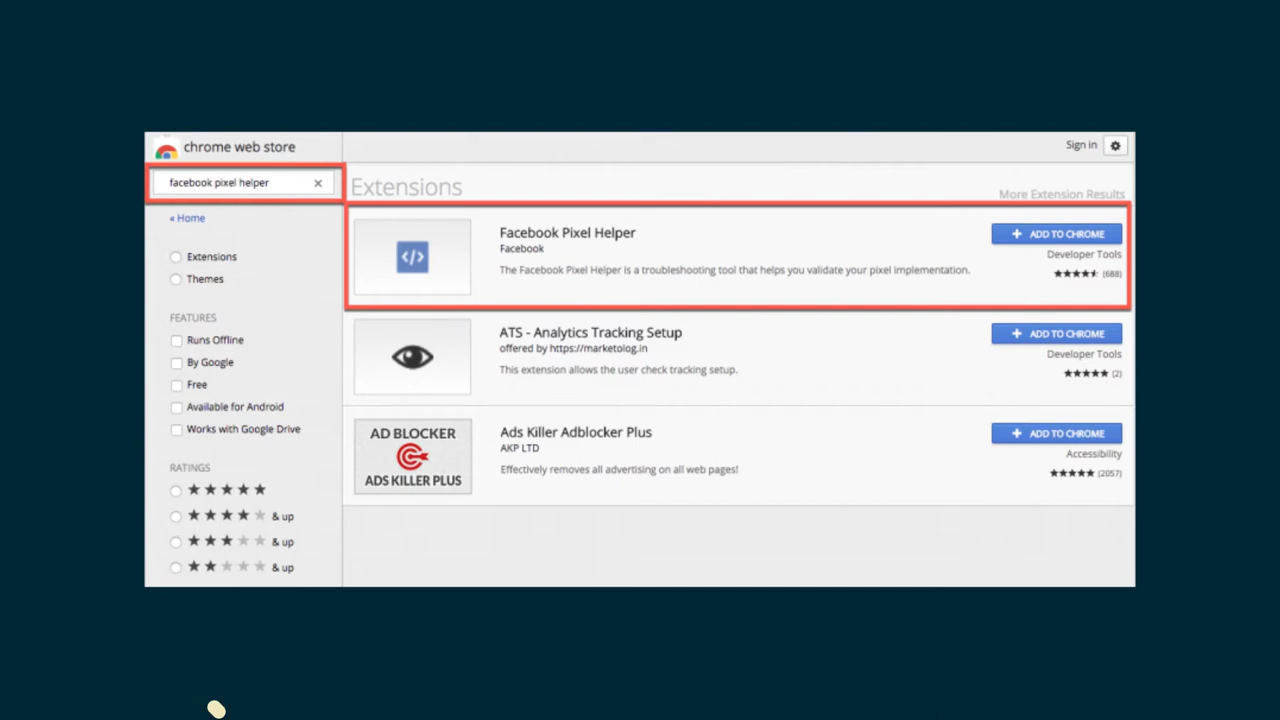 chrome web store
Sign in
facebook pixel helper
Extensions
More Extension Results
« Home
Extensions
Themes
FEATURES
Runs Offline
By Google
Free
Available for Android
Works with Google Drive
RATINGS
& up
& up
& up
Facebook Pixel Helper
Facebook
The Facebook Pixel Helper is a troubleshooting tool that helps you validate your pixel implementation.
ADD TO CHROME
Developer Tools
(688)
ATS - Analytics Tracking Setup
offered by https://marketolog.in
This extension allows the user check tracking setup.
ADD TO CHROME
Developer Tools
(2)
AD BLOCKER
ADS KILLER PLUS
Ads Killer Adblocker Plus
AKP LTD
Effectively removes all advertising on all web pages!
ADD TO CHROME
Accessibility
(2057)